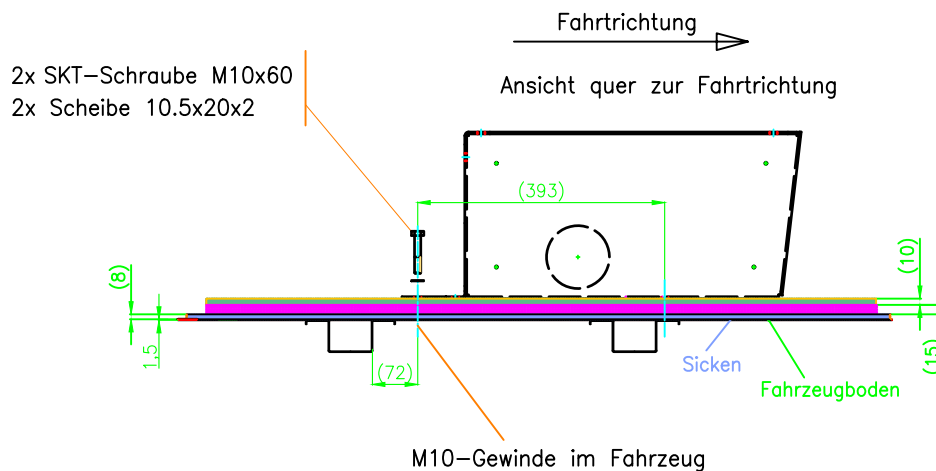 Fahrtrichtung
2x SKT-Schraube M10x60
2x Scheibe 10.5x20x2
Ansicht quer zur Fahrtrichtung
(393)
(8)
(10)
1,5
(72)
(15)
Sicken
Fahrzeugboden
M10-Gewinde im Fahrzeug